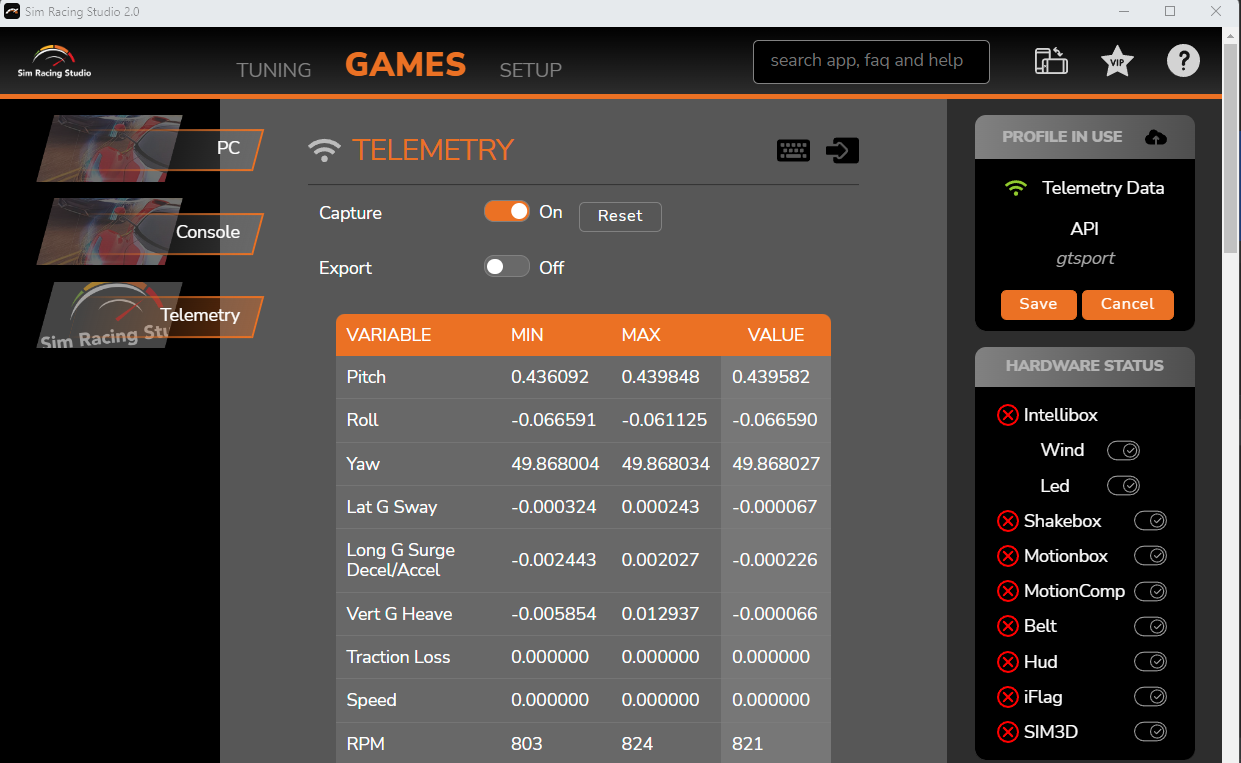 Sim Racing Studio 2.0
Sim Racing Studio
TUNING GAMES SETUP
search app, faq and help
VIP
?
PC
Console
Telemetry
Sim Racing Stu
TELEMETRY
Capture On Reset
Export Off
VARIABLE MIN MAX VALUE
Pitch 0.436092 0.439848 0.439582
Roll -0.066591 -0.061125 -0.066590
Yaw 49.868004 49.868034 49.868027
Lat G Sway -0.000324 0.000243 -0.000067
Long G Surge
Decel/Accel -0.002443 0.002027 -0.000226
Vert G Heave -0.005854 0.012937 -0.000066
Traction Loss 0.000000 0.000000 0.000000
Speed 0.000000 0.000000 0.000000
RPM 803 824 821
PROFILE IN USE
Telemetry Data
API
gtsport
Save Cancel
HARDWARE STATUS
Intellibox
Wind
Led
Shakebox
Motionbox
MotionComp
Belt
Hud
iFlag
SIM3D